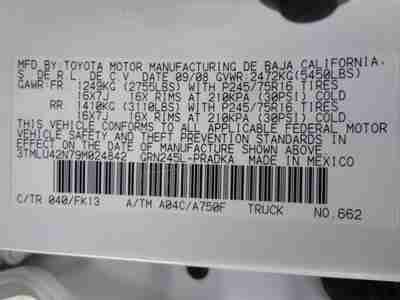 MFD.BY:TOYOTA MOTOR MANUFACTURING DE BAJA CALIFORNIA,
S. DE R.L. DE C.V. DATE 09/08 GVWR:2472KG(5450LBS)
GAWR:FR 1249KG (2755LBS) WITH P245/75R16 TIRES
16X7J 16X RIMS AT 210KPA (30PSI) COLD
RR 1410KG (3110LBS) WITH P245/75R16 TIRES
16X7J 16X RIMS AT 210KPA (30PSI) COLD
THIS VEHICLE CONFORMS TO ALL APPLICABLE FEDERAL MOTOR
VEHICLE SAFETY AND THEFT PREVENTION STANDARDS IN
EFFECT ON THE DATE OF MANUFACTURE SHOWN ABOVE.
3TMLU42N79M024842 GRN245L-PRADKA MADE IN MEXICO
C/TR 040/FK13 A/TM A04C/A750F TRUCK NO.662